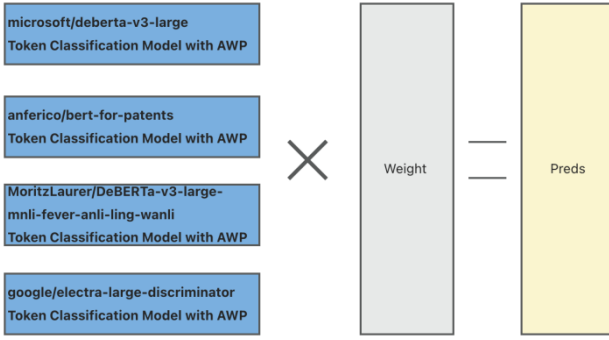 microsoft/deberta-v3-large
Token Classification Model with AWP
anferico/bert-for-patents
Token Classification Model with AWP
MoritzLaurer/DeBERTa-v3-large-
mnli-fever-anli-ling-wanli
Token Classification Model with AWP
google/electra-large-discriminator
Token Classification Model with AWP
Weight
Preds